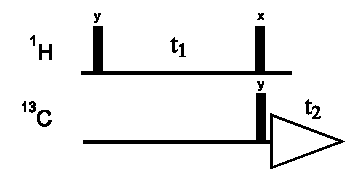 y x
¹H t₁
y
¹³C t₂